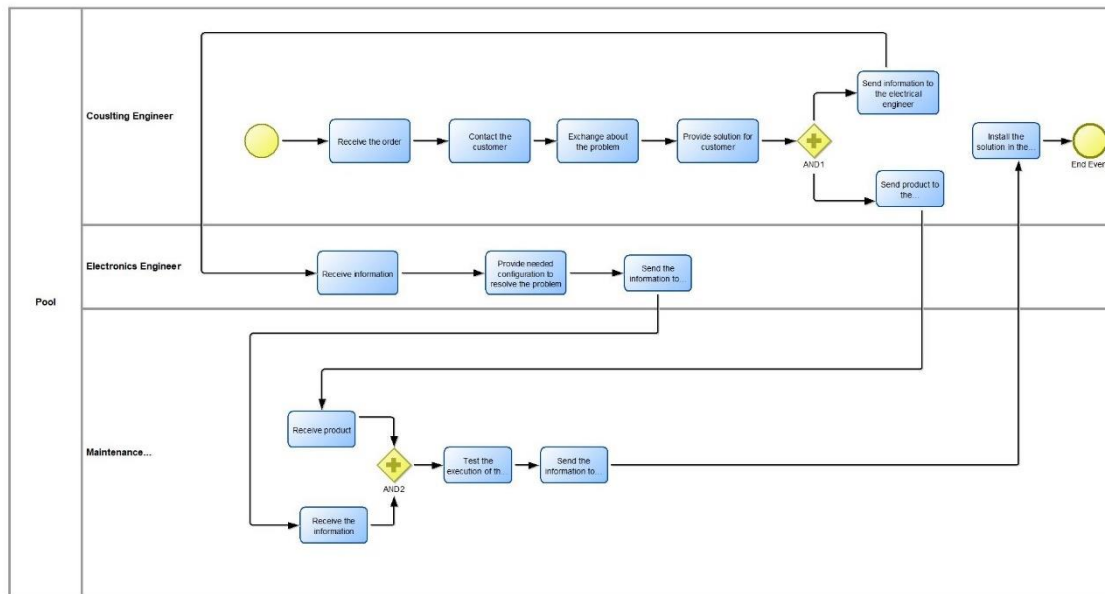 Pool
Couslting Engineer
Receive the order
Contact the
customer
Exchange about
the problem
Provide solution for
customer
AND1
Send information to
the electrical
engineer
Send product to
the...
Install the
solution in the...
End Even
Electronics Engineer
Receive information
Provide needed
configuration to
resolve the problem
Send the
information to...
Maintenance...
Receive product
Receive the
information
AND2
Test the
execution of th...
Send the
information to...